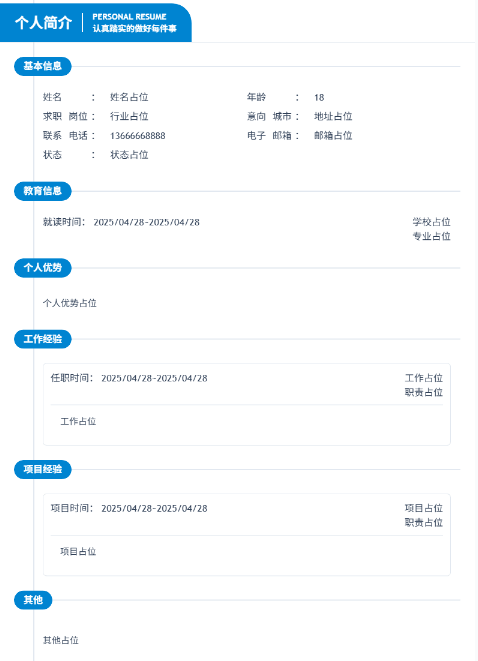 个人简介
PERSONAL RESUME
认真踏实的做好每件事
基本信息
姓名 ： 姓名占位 年龄 ： 18
求职 岗位 ： 行业占位 意向 城市 ： 地址占位
联系 电话 ： 13666668888 电子 邮箱 ： 邮箱占位
状态 ： 状态占位
教育信息
就读时间： 2025/04/28-2025/04/28 学校占位
专业占位
个人优势
个人优势占位
工作经验
任职时间： 2025/04/28-2025/04/28 工作占位
职责占位
工作占位
项目经验
项目时间： 2025/04/28-2025/04/28 项目占位
职责占位
项目占位
其他
其他占位